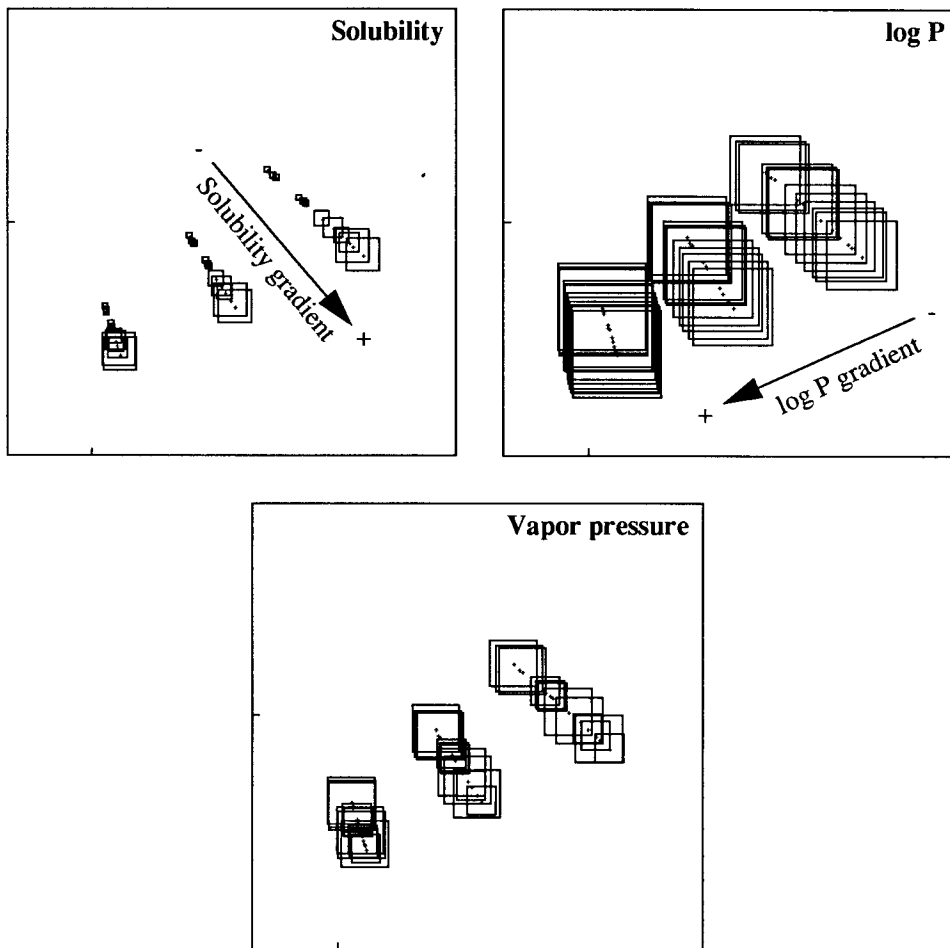 Solubility
-
Solubility gradient
+
log P
-
log P gradient
+
Vapor pressure